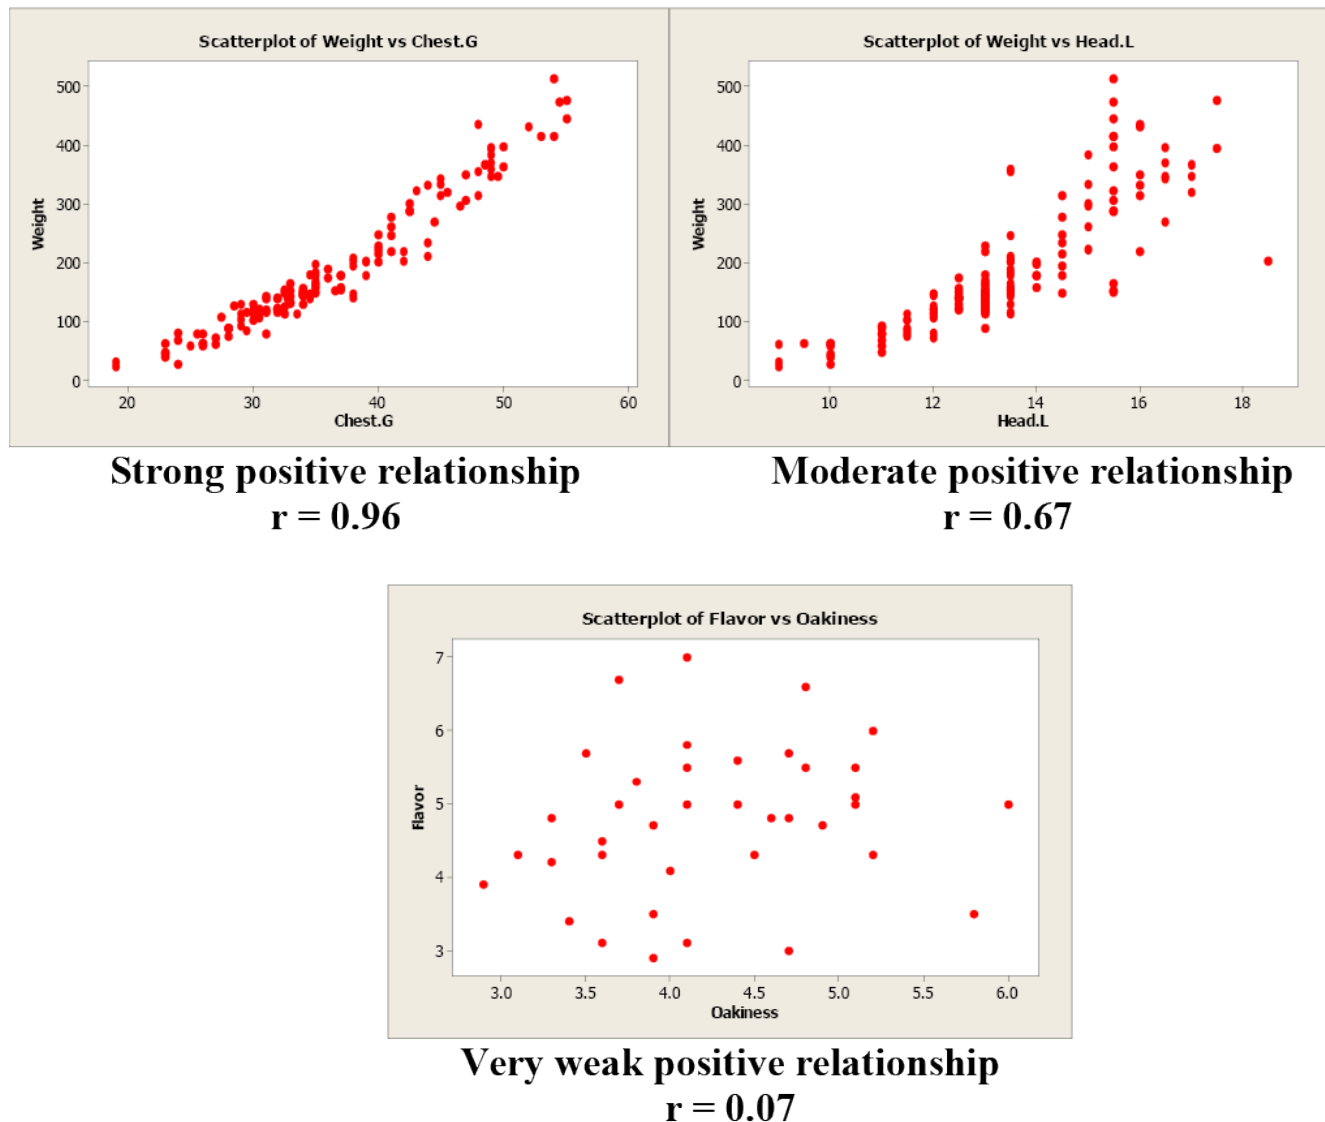 Scatterplot of Weight vs Chest.G
500
400
300
200
100
0
Weight
20 30 40 50 60
Chest.G
Strong positive relationship
r = 0.96
Scatterplot of Weight vs Head.L
500
400
300
200
100
0
Weight
10 12 14 16 18
Head.L
Moderate positive relationship
r = 0.67
Scatterplot of Flavor vs Oakiness
7
6
5
4
3
Flavor
3.0 3.5 4.0 4.5 5.0 5.5 6.0
Oakiness
Very weak positive relationship
r = 0.07